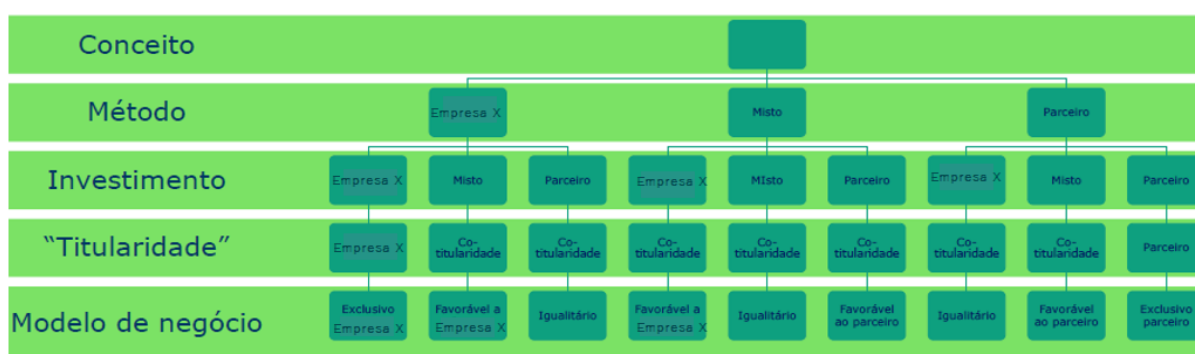 Conceito
Método
Empresa X
Misto
Parceiro
Investimento
Empresa X
Misto
Parceiro
Empresa X
MIsto
Parceiro
Empresa X
Misto
Parceiro
“Titularidade”
Empresa X
Co-
titularidade
Co-
titularidade
Co-
titularidade
Co-
titularidade
Co-
titularidade
Co-
titularidade
Co-
titularidade
Parceiro
Modelo de negócio
Exclusivo
Empresa X
Favorável a
Empresa X
Igualitário
Favorável a
Empresa X
Igualitário
Favorável
ao parceiro
Igualitário
Favorável
ao parceiro
Exclusivo
parceiro